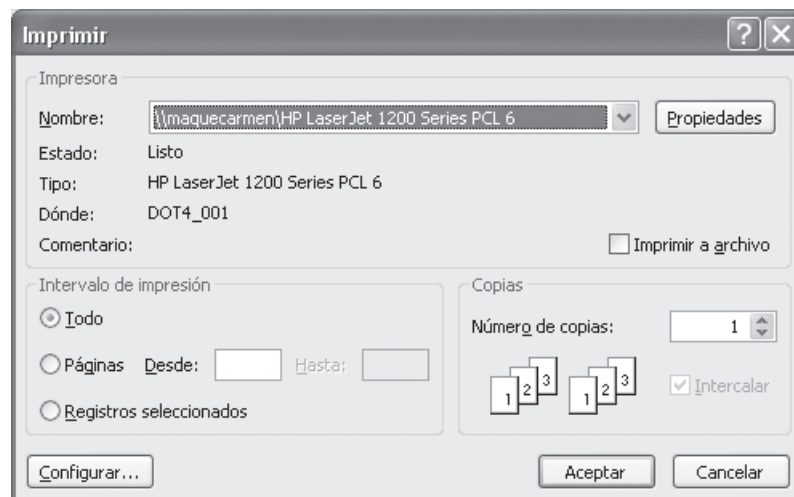 Imprimir
Impresora
Nombre: \\maquecarmen\HP LaserJet 1200 Series PCL 6 Propiedades
Estado: Listo
Tipo: HP LaserJet 1200 Series PCL 6
Dónde: DOT4_001
Comentario: Imprimir a archivo
Intervalo de impresión
Todo
Páginas Desde: Hasta:
Registros seleccionados
Copias
Número de copias: 1
1 2 3 1 2 3
Intercalar
Configurar... Aceptar Cancelar